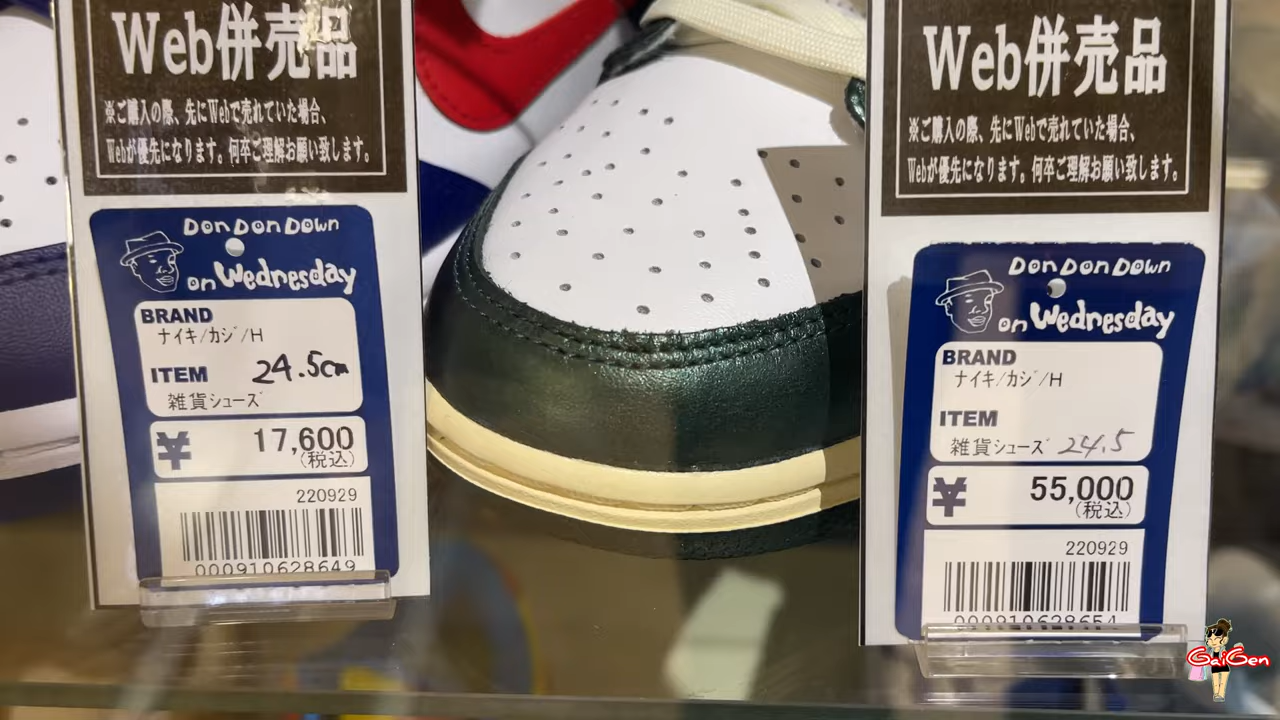 Web併売品
※ご購入の際、先にWebで売れていた場合、
Webが優先になります。何卒ご理解お願い致します。
DON DON DOWN
on Wednesday
BRAND
ナイキ/カジ/H
ITEM 24.5cm
雑貨シューズ
¥ 17,600
(税込)
220929
000910628649
Web併売品
※ご購入の際、先にWebで売れていた場合、
Webが優先になります。何卒ご理解お願い致します。
DON DON DOWN
on Wednesday
BRAND
ナイキ/カジ/H
ITEM
雑貨シューズ 24.5
¥ 55,000
(税込)
220929
000910628654
GaiGen